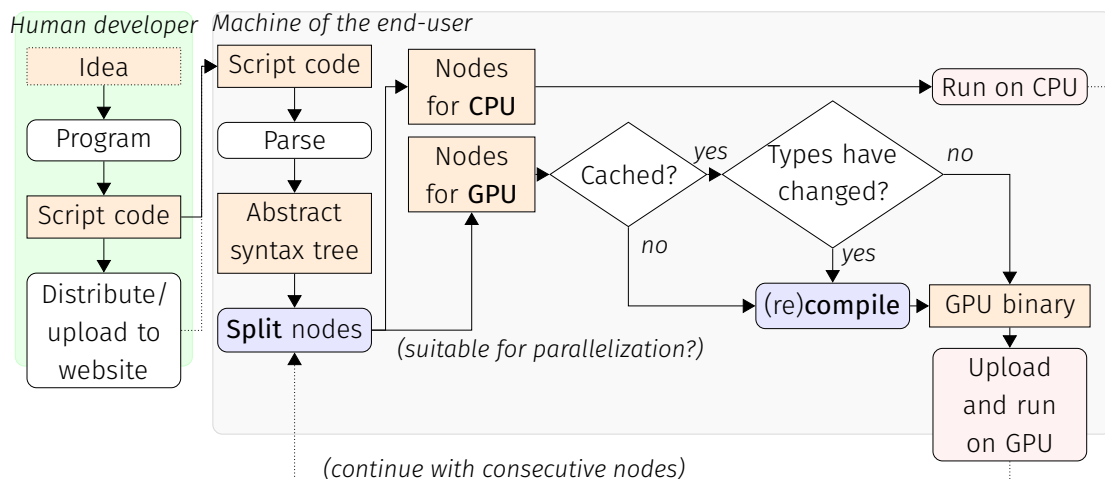 Human developer
Idea
Program
Script code
Distribute/
upload to
website
Machine of the end-user
Script code
Parse
Abstract
syntax tree
Split nodes
(suitable for parallelization?)
Nodes
for CPU
Nodes
for GPU
Cached?
yes
no
Types have
changed?
no
yes
(re)compile
GPU binary
Run on CPU
Upload
and run
on GPU
(continue with consecutive nodes)